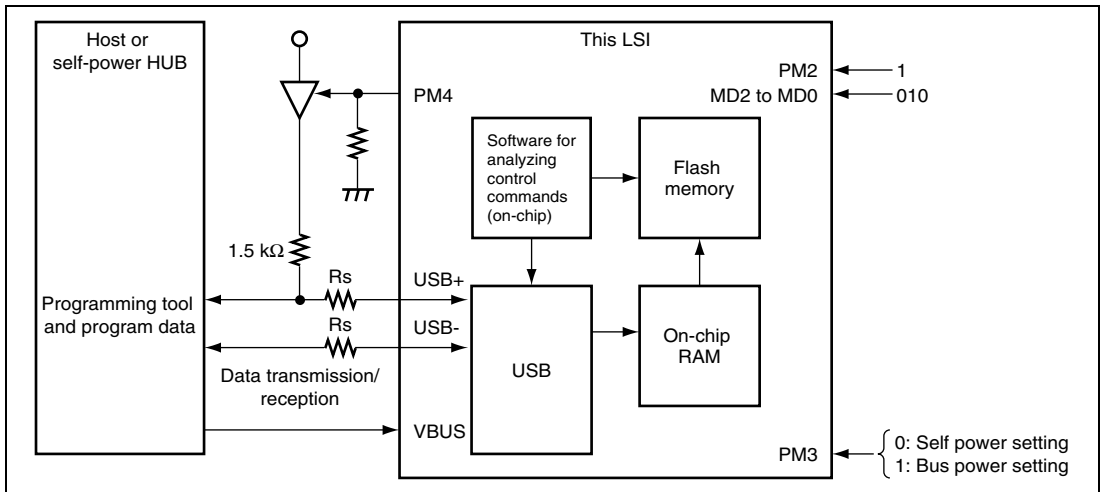 Host or
self-power HUB
This LSI
PM2
1
MD2 to MD0
010
PM4
Software for
analyzing
control
commands
(on-chip)
Flash
memory
1.5 kΩ
Rs
USB+
Programming tool
and program data
Rs
USB-
USB
On-chip
RAM
Data transmission/
reception
VBUS
PM3
0: Self power setting
1: Bus power setting